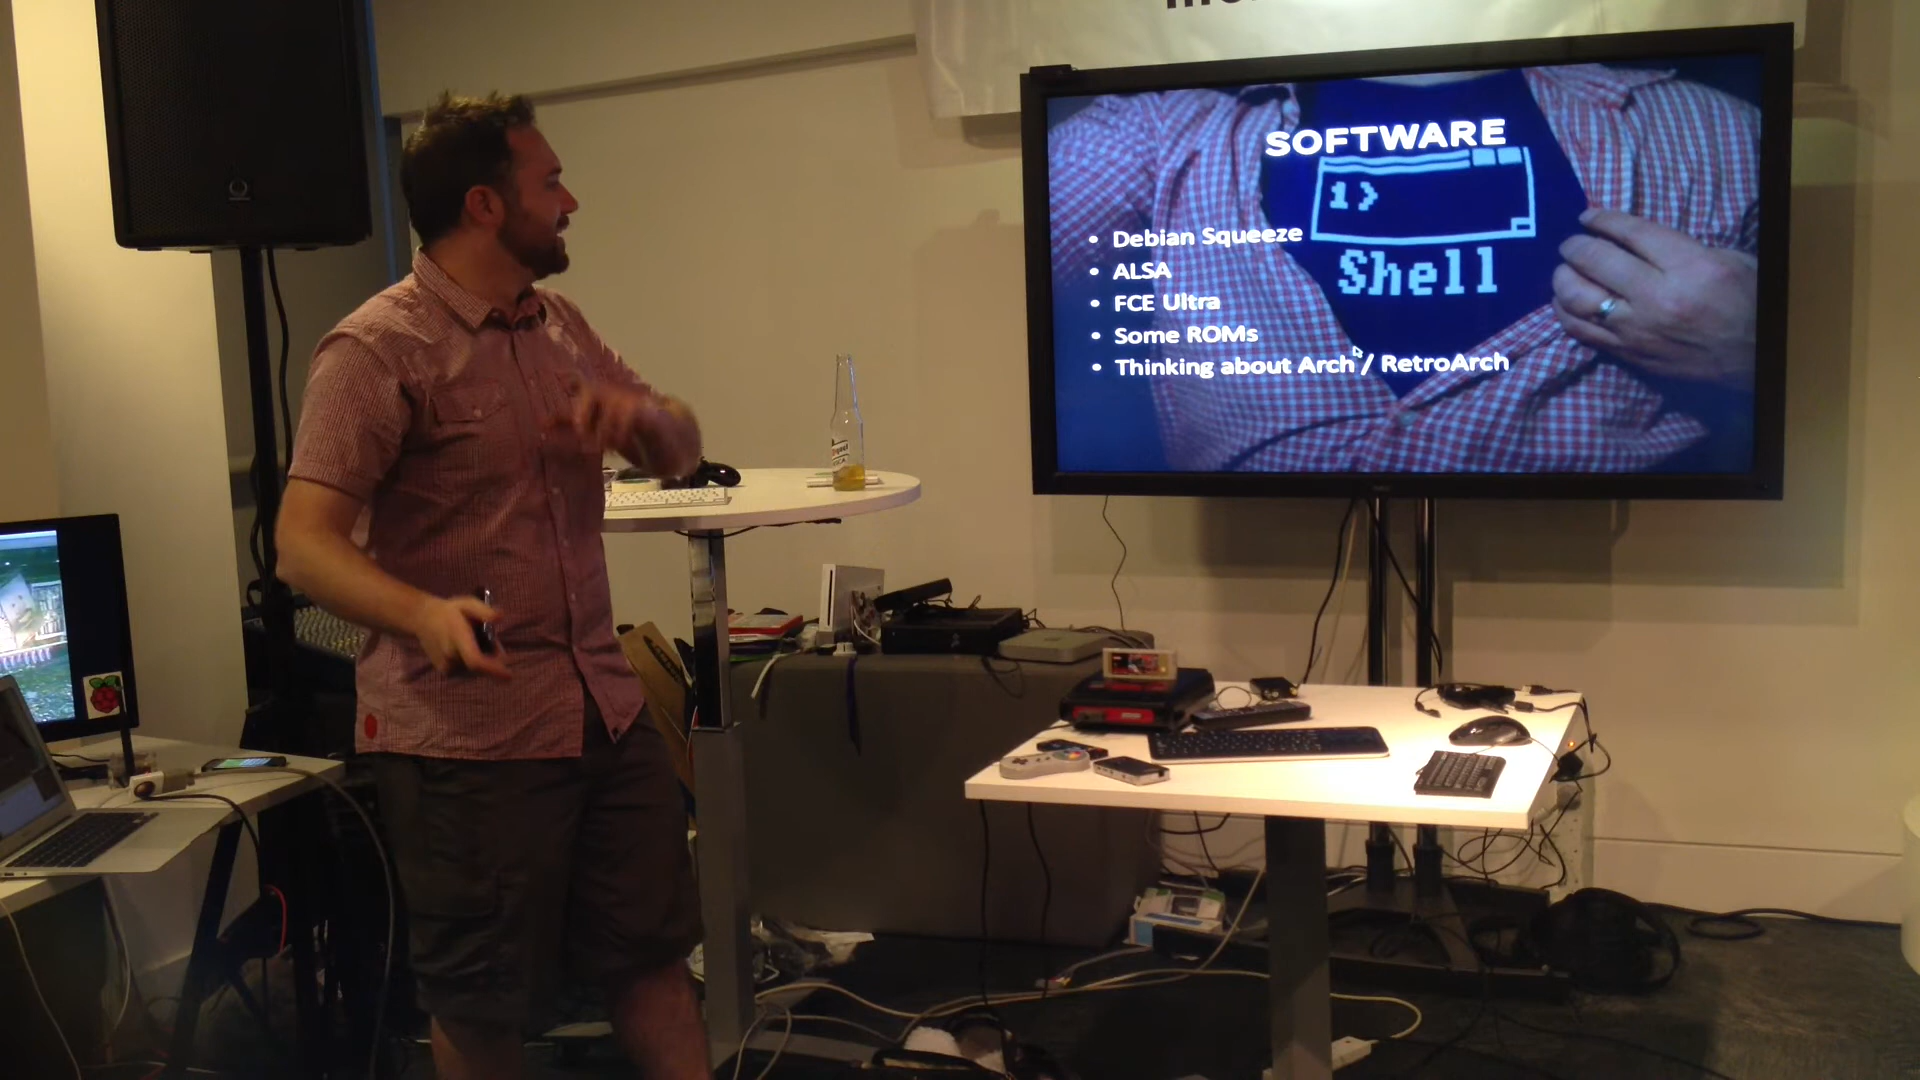 SOFTWARE
1>
Shell
• Debian Squeeze
• ALSA
• FCE Ultra
• Some ROMs
• Thinking about Arch / RetroArch